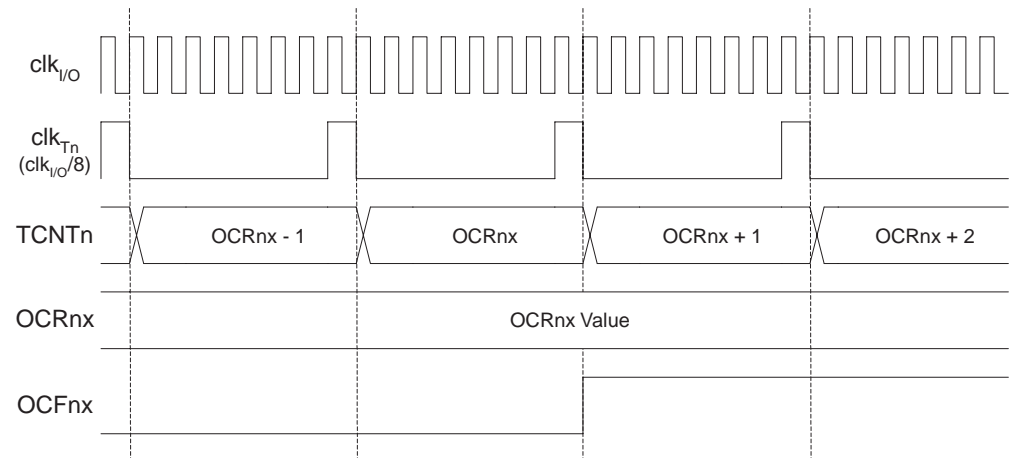 clkI/O
clkTn
(clkI/O/8)
TCNTn
OCRnx - 1
OCRnx
OCRnx + 1
OCRnx + 2
OCRnx
OCRnx Value
OCFnx